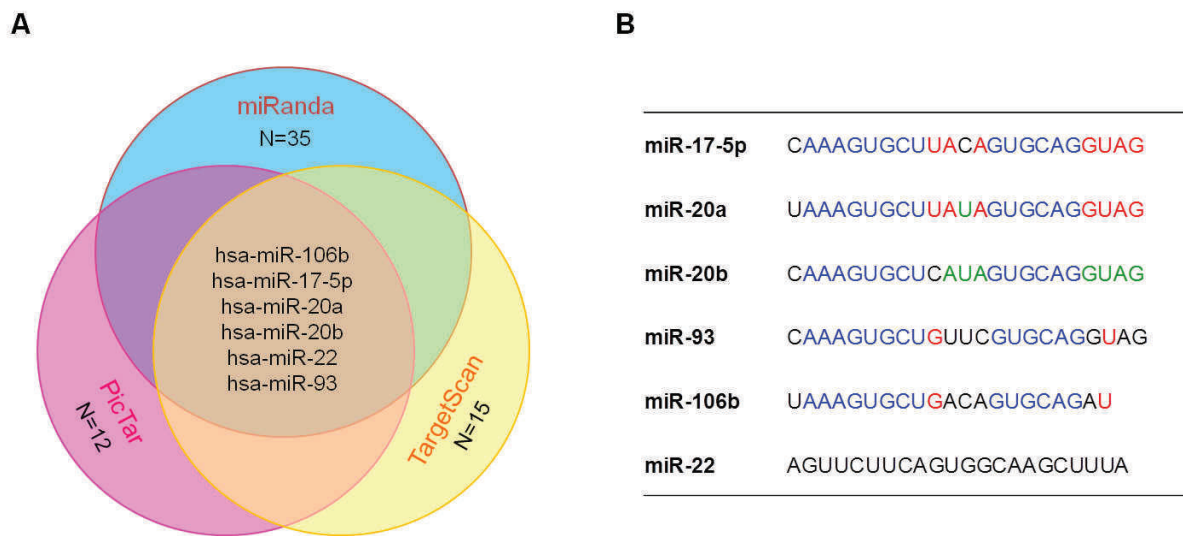 A
B
miRanda
N=35
hsa-miR-106b
hsa-miR-17-5p
hsa-miR-20a
hsa-miR-20b
hsa-miR-22
hsa-miR-93
PicTar
N=12
TargetScan
N=15
miR-17-5p CAAAGUGCUUACAGUGCAGGUAG
miR-20a UAAAGUGCUUAUAGUGCAGGUAG
miR-20b CAAAGUGCUCAUAGUGCAGGUAG
miR-93 CAAAGUGCUGUUCGUGCAGGUAG
miR-106b UAAAGUGCUGACAGUGCAGAU
miR-22 AGUUCUUCAGUGGCAAGCUUUA